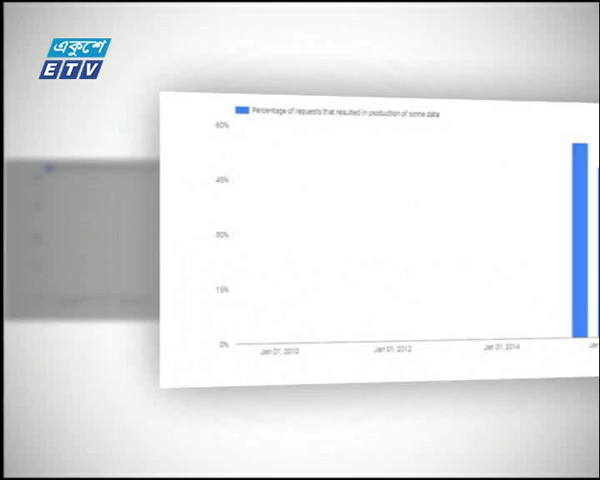 একুশে
ETV
Percentage of requests that resulted in production of some data
60%
45%
30%
15%
0%
Jan 01, 2010
Jan 01, 2012
Jan 01, 2014
Jan